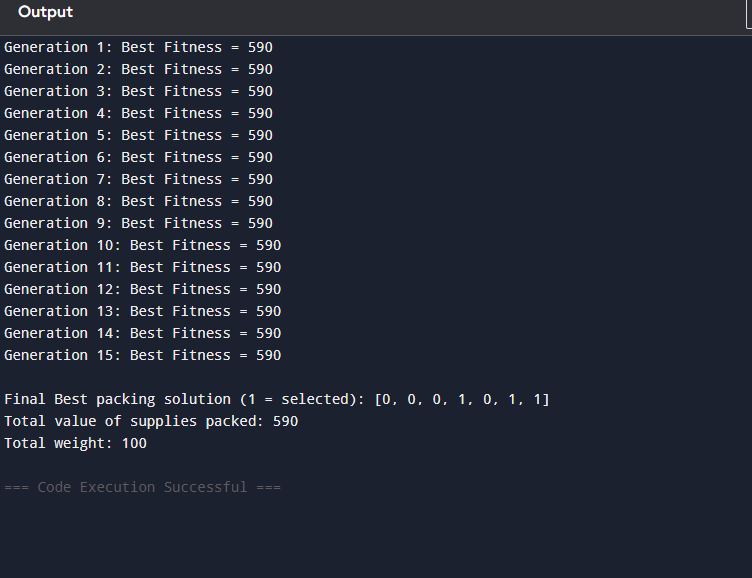 Output
Generation 1: Best Fitness = 590
Generation 2: Best Fitness = 590
Generation 3: Best Fitness = 590
Generation 4: Best Fitness = 590
Generation 5: Best Fitness = 590
Generation 6: Best Fitness = 590
Generation 7: Best Fitness = 590
Generation 8: Best Fitness = 590
Generation 9: Best Fitness = 590
Generation 10: Best Fitness = 590
Generation 11: Best Fitness = 590
Generation 12: Best Fitness = 590
Generation 13: Best Fitness = 590
Generation 14: Best Fitness = 590
Generation 15: Best Fitness = 590
Final Best packing solution (1 = selected): [0, 0, 0, 1, 0, 1, 1]
Total value of supplies packed: 590
Total weight: 100
=== Code Execution Successful ===